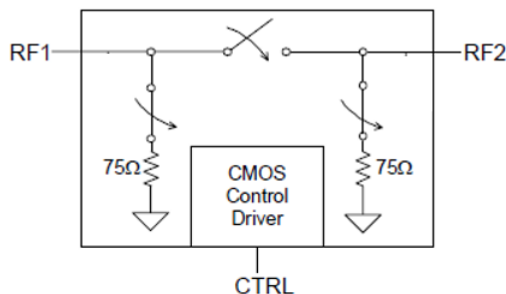 RF1
RF2
75Ω
75Ω
CMOS
Control
Driver
CTRL